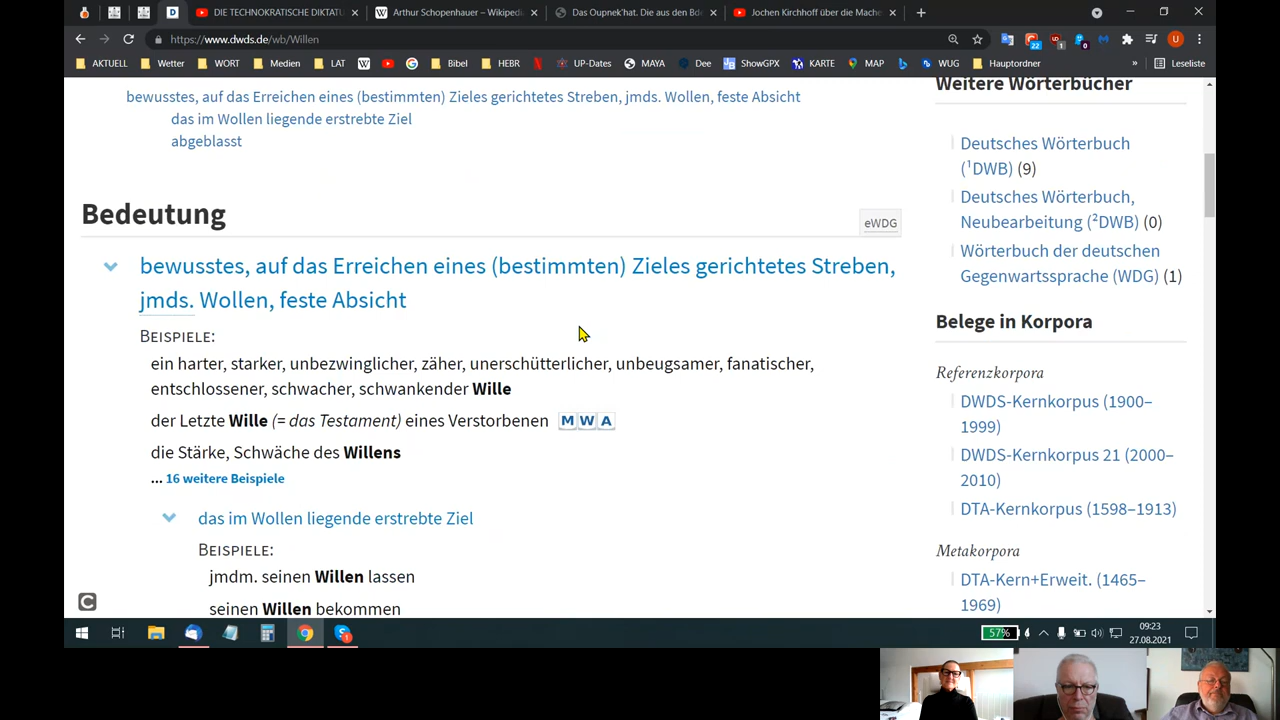 DIE TECHNOKRATISCHE DIKTATU
Arthur Schopenhauer – Wikipedi
Das Oupnek'hat. Die aus den Bde
Jochen Kirchhoff über die Mache
https://www.dwds.de/wb/Willen
22
1
0
U
AKTUELL
Wetter
WORT
Medien
LAT
Bibel
HEBR
UP-Dates
MAYA
Dee
ShowGPX
KARTE
MAP
WUG
Hauptordner
»
Leseliste
bewusstes, auf das Erreichen eines (bestimmten) Zieles gerichtetes Streben, jmds. Wollen, feste Absicht
das im Wollen liegende erstrebte Ziel
abgeblasst
Bedeutung
eWDG
bewusstes, auf das Erreichen eines (bestimmten) Zieles gerichtetes Streben,
jmds. Wollen, feste Absicht
BEISPIELE:
ein harter, starker, unbezwinglicher, zäher, unerschütterlicher, unbeugsamer, fanatischer,
entschlossener, schwacher, schwankender Wille
der Letzte Wille (= das Testament) eines Verstorbenen MWA
die Stärke, Schwäche des Willens
... 16 weitere Beispiele
das im Wollen liegende erstrebte Ziel
BEISPIELE:
jmdm. seinen Willen lassen
seinen Willen bekommen
Weitere Wörterbücher
Deutsches Wörterbuch
(¹DWB) (9)
Deutsches Wörterbuch,
Neubearbeitung (²DWB) (0)
Wörterbuch der deutschen
Gegenwartssprache (WDG) (1)
Belege in Korpora
Referenzkorpora
DWDS-Kernkorpus (1900–
1999)
DWDS-Kernkorpus 21 (2000–
2010)
DTA-Kernkorpus (1598–1913)
Metakorpora
DTA-Kern+Erweit. (1465–
1969)
57%
09:23
27.08.2021